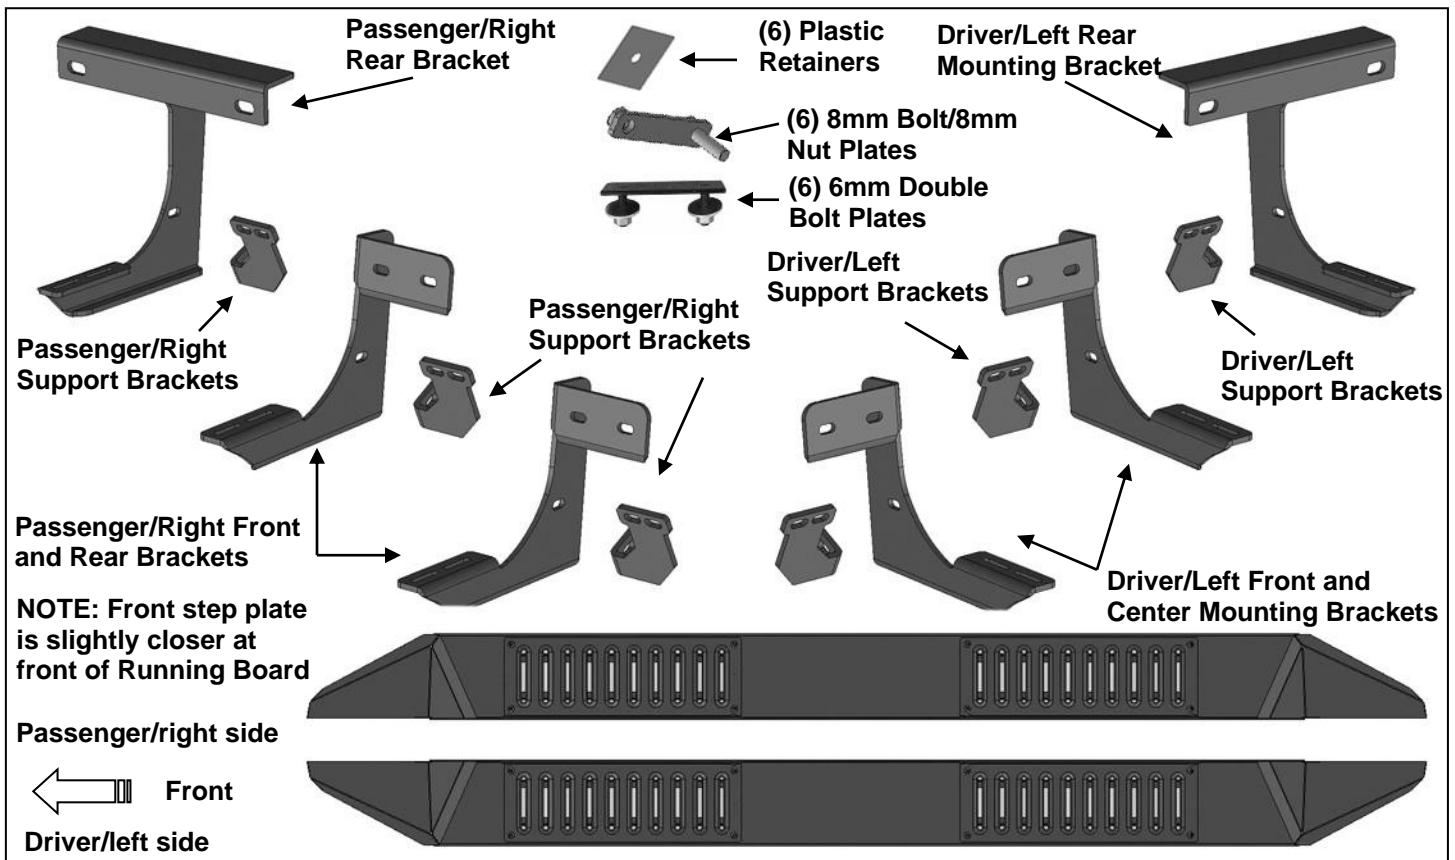 Passenger/Right
Rear Bracket
(6) Plastic
Retainers
Driver/Left Rear
Mounting Bracket
(6) 8mm Bolt/8mm
Nut Plates
(6) 6mm Double
Bolt Plates
Driver/Left
Support Brackets
Passenger/Right
Support Brackets
Passenger/Right
Support Brackets
Driver/Left
Support Brackets
Passenger/Right Front
and Rear Brackets
Driver/Left Front and
Center Mounting Brackets
NOTE: Front step plate
is slightly closer at
front of Running Board
Passenger/right side
Front
Driver/left side